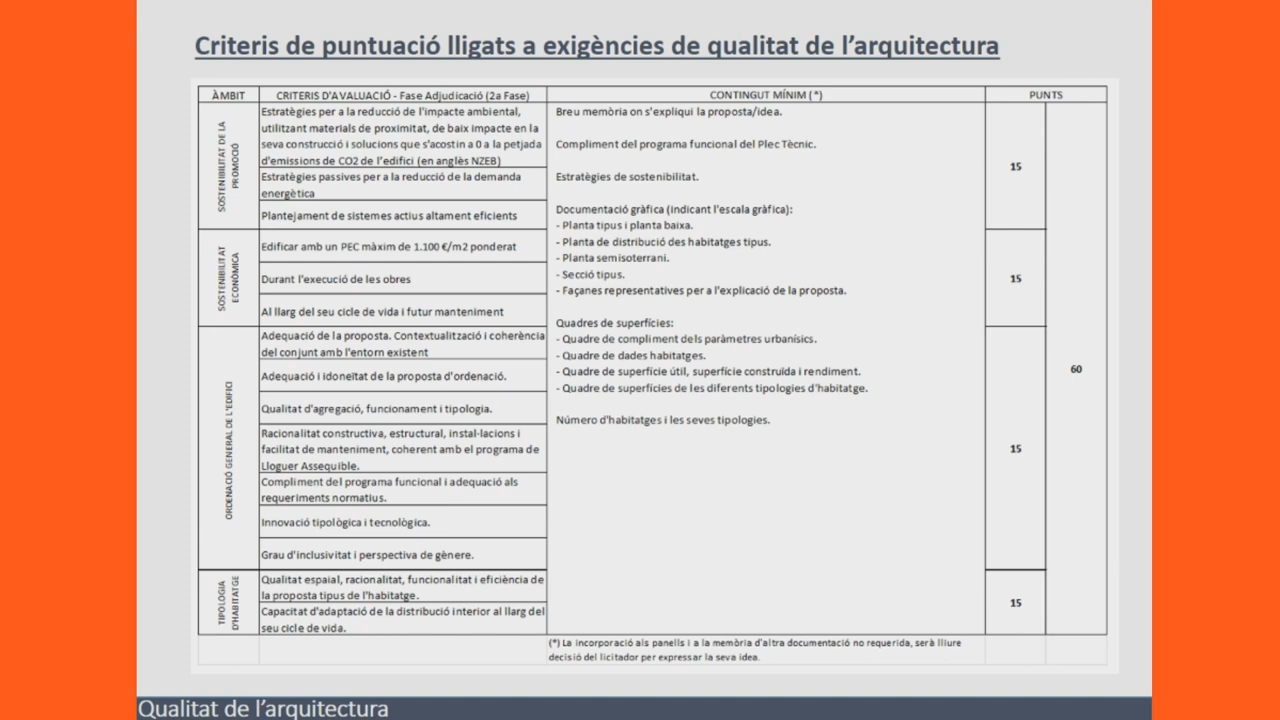 Criteris de puntuació lligats a exigències de qualitat de l’arquitectura
ÀMBIT
CRITERIS D'AVALUACIÓ - Fase Adjudicació (2a Fase)
CONTINGUT MÍNIM (*)
PUNTS
SOSTENIBILITAT DE LA
PROMOCIÓ
Estratègies per a la reducció de l'impacte ambiental,
utilitzant materials de proximitat, de baix impacte en la
seva construcció i solucions que s'acostin a 0 a la petjada
d'emissions de CO2 de l’edifici (en anglès NZEB)
Estratègies passives per a la reducció de la demanda
energètica
Plantejament de sistemes actius altament eficients
15
SOSTENIBILITAT
ECONÒMICA
Edificar amb un PEC màxim de 1.100 €/m2 ponderat
Durant l'execució de les obres
Al llarg del seu cicle de vida i futur manteniment
15
ORDENACIÓ GENERAL DE L'EDIFICI
Adequació de la proposta. Contextualització i coherència
del conjunt amb l'entorn existent
Adequació i idoneïtat de la proposta d'ordenació.
Qualitat d'agregació, funcionament i tipologia.
Racionalitat constructiva, estructural, instal·lacions i
facilitat de manteniment, coherent amb el programa de
Lloguer Assequible.
Compliment del programa funcional i adequació als
requeriments normatius.
Innovació tipològica i tecnològica.
Grau d'inclusivitat i perspectiva de gènere.
15
TIPOLOGIA
D'HABITATGE
Qualitat espaial, racionalitat, funcionalitat i eficiència de
la proposta tipus de l'habitatge.
Capacitat d'adaptació de la distribució interior al llarg del
seu cicle de vida.
15
Breu memòria on s'expliqui la proposta/idea.
Compliment del programa funcional del Plec Tècnic.
Estratègies de sostenibilitat.
Documentació gràfica (indicant l'escala gràfica):
- Planta tipus i planta baixa.
- Planta de distribució des habitatges tipus.
- Planta semisoterrani.
- Secció tipus.
- Façanes representatives per a l'explicació de la proposta.
Quadres de superfícies:
- Quadre de compliment dels paràmetres urbanísics.
- Quadre de dades habitatges.
- Quadre de superfície útil, superfície construïda i rendiment.
- Quadre de superfícies de les diferents tipologies d'habitatge.
Número d'habitatges i les seves tipologies.
60
(*) La incorporació als panells i a la memòria d'altra documentació no requerida, serà lliure
decisió del licitador per expressar la seva idea.
Qualitat de l’arquitectura